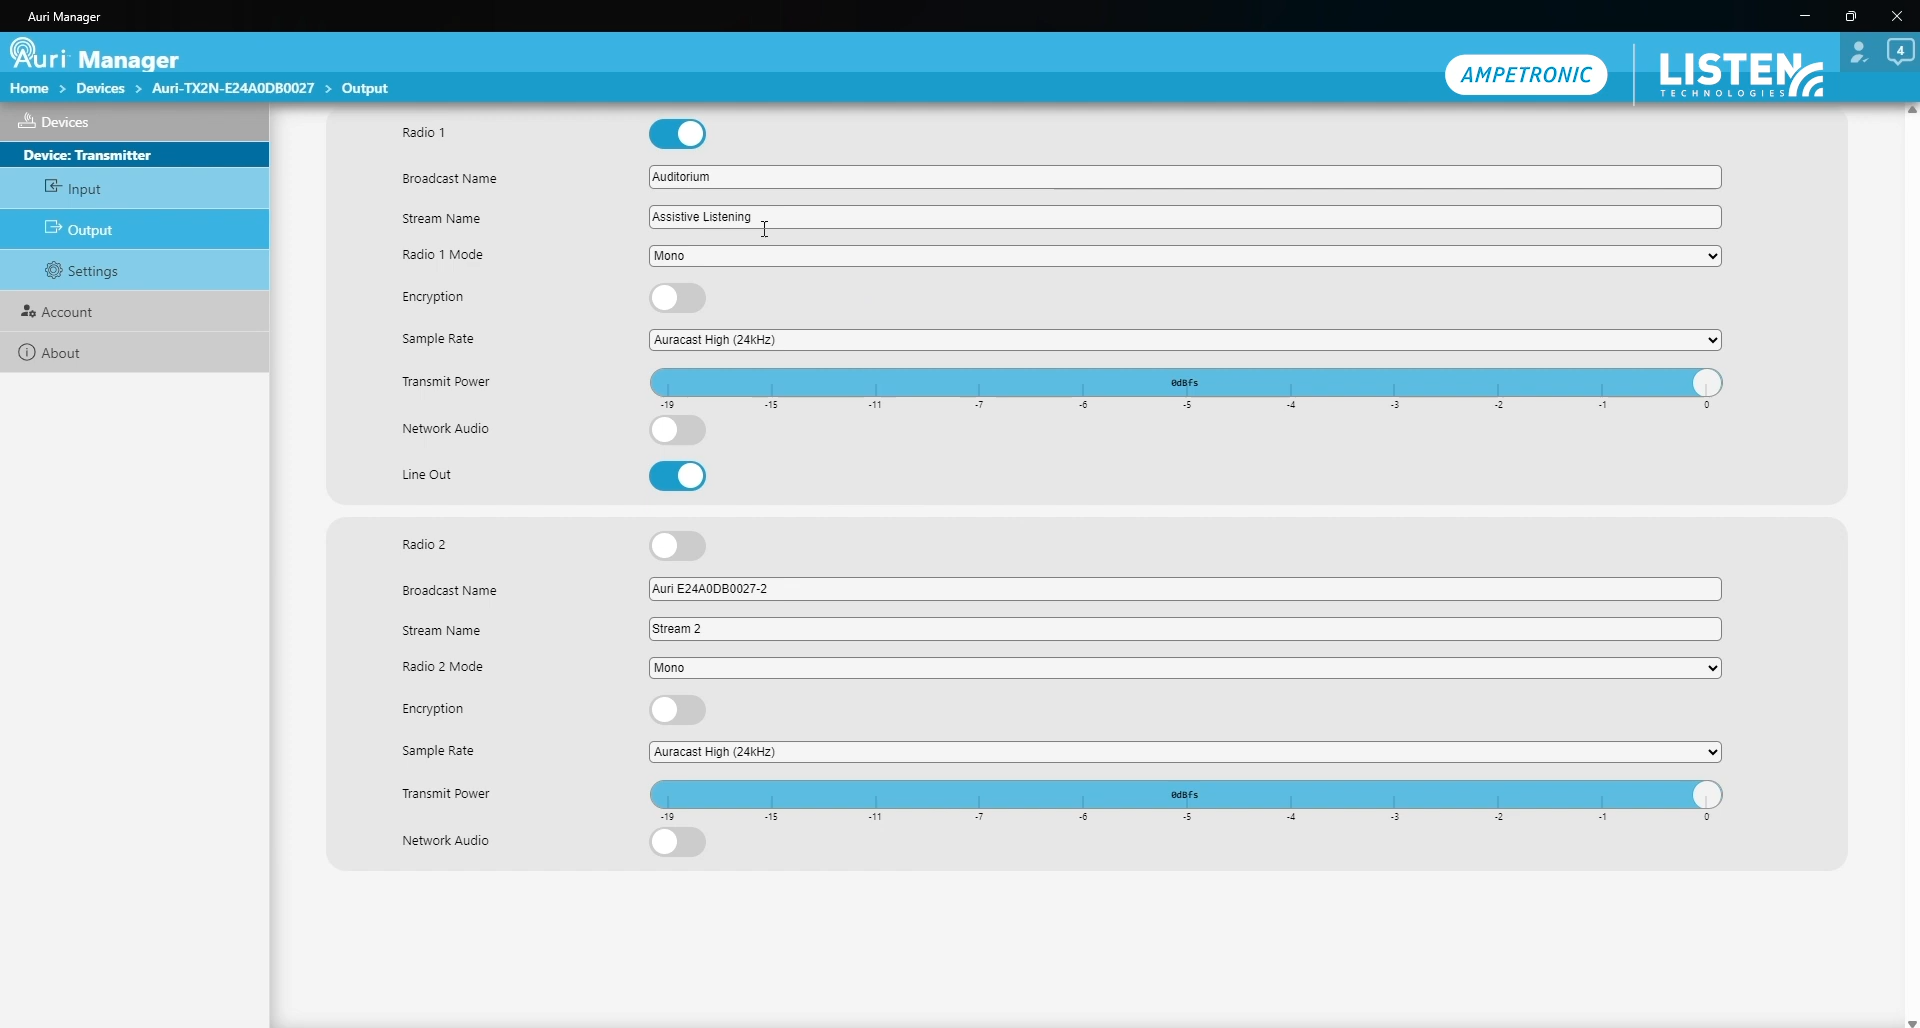 Auri Manager
Auri Manager
4
AMPETRONIC
LISTEN
TECHNOLOGIES
Home > Devices > Auri-TX2N-E24A0DB0027 > Output
Devices
Device: Transmitter
Input
Output
Settings
Account
About
Radio 1
Broadcast Name Auditorium
Stream Name Assistive Listening
Radio 1 Mode Mono
Encryption
Sample Rate Auracast High (24kHz)
Transmit Power 0dBfs
-19 -15 -11 -7 -6 -5 -4 -3 -2 -1 0
Network Audio
Line Out
Radio 2
Broadcast Name Auri E24A0DB0027-2
Stream Name Stream 2
Radio 2 Mode Mono
Encryption
Sample Rate Auracast High (24kHz)
Transmit Power 0dBfs
-19 -15 -11 -7 -6 -5 -4 -3 -2 -1 0
Network Audio